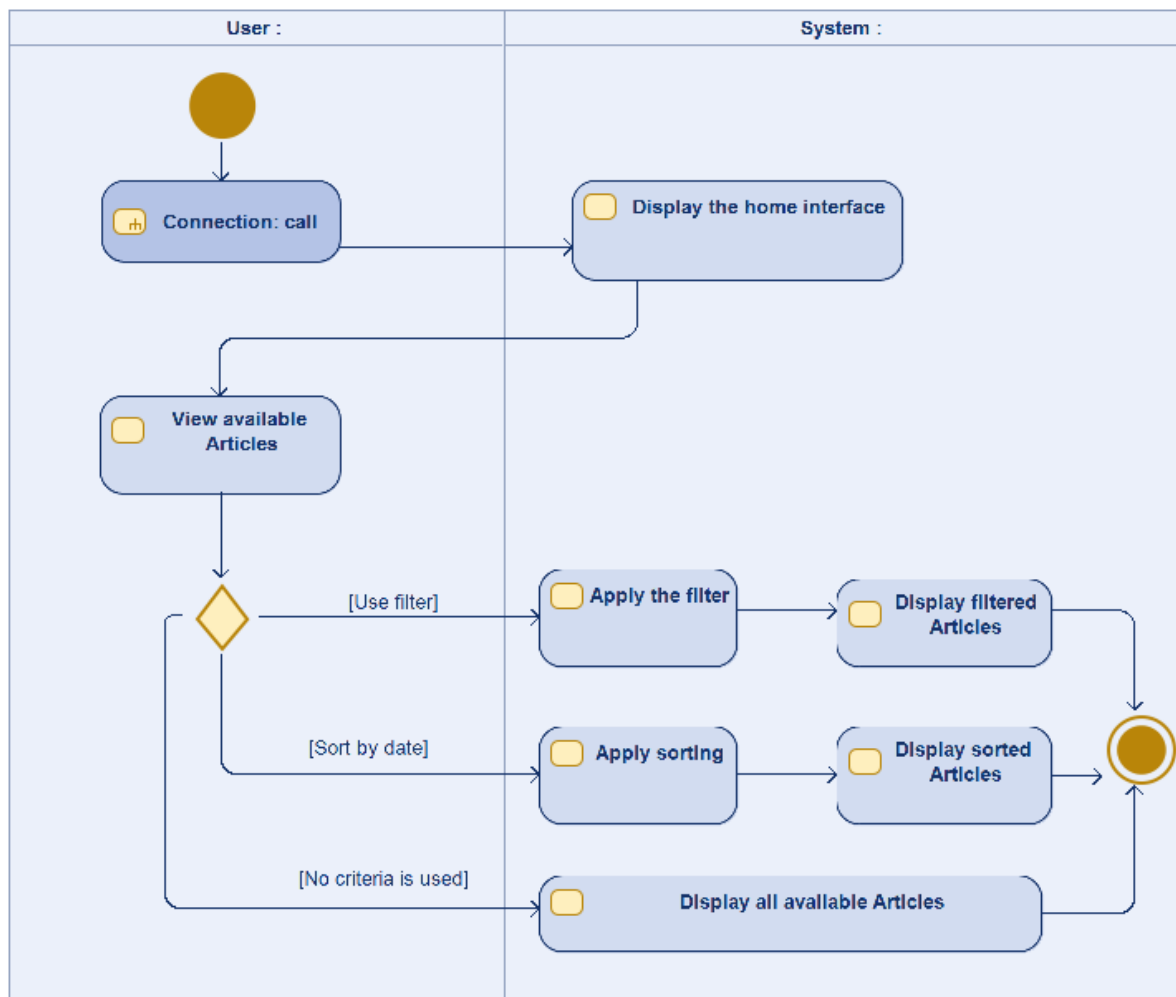 User :
System :
Connection: call
Display the home interface
View available
Articles
[Use filter]
Apply the filter
Display filtered
Articles
[Sort by date]
Apply sorting
Display sorted
Articles
[No criteria is used]
Display all available Articles